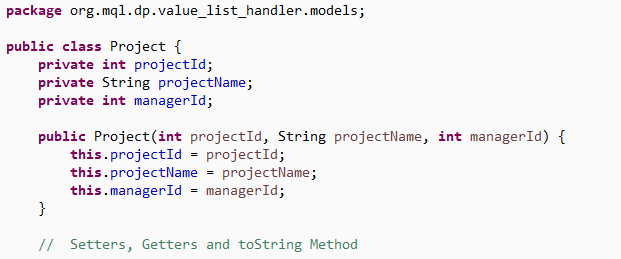 package org.mql.dp.value_list_handler.models;
public class Project {
private int projectId;
private String projectName;
private int managerId;
public Project(int projectId, String projectName, int managerId) {
this.projectId = projectId;
this.projectName = projectName;
this.managerId = managerId;
}
//  Setters, Getters and toString Method